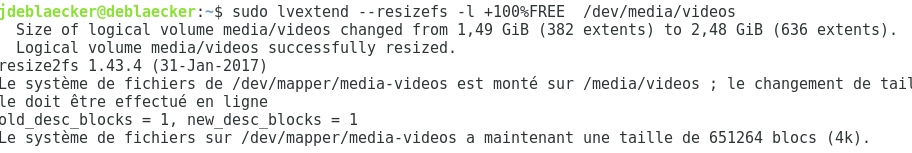 jdeblaecker@deblaecker:~$ sudo lvextend --resizefs -l +100%FREE  /dev/media/videos
  Size of logical volume media/videos changed from 1,49 GiB (382 extents) to 2,48 GiB (636 extents).
  Logical volume media/videos successfully resized.
resize2fs 1.43.4 (31-Jan-2017)
Le système de fichiers de /dev/mapper/media-videos est monté sur /media/videos ; le changement de tail
le doit être effectué en ligne
old_desc_blocks = 1, new_desc_blocks = 1
Le système de fichiers sur /dev/mapper/media-videos a maintenant une taille de 651264 blocs (4k).